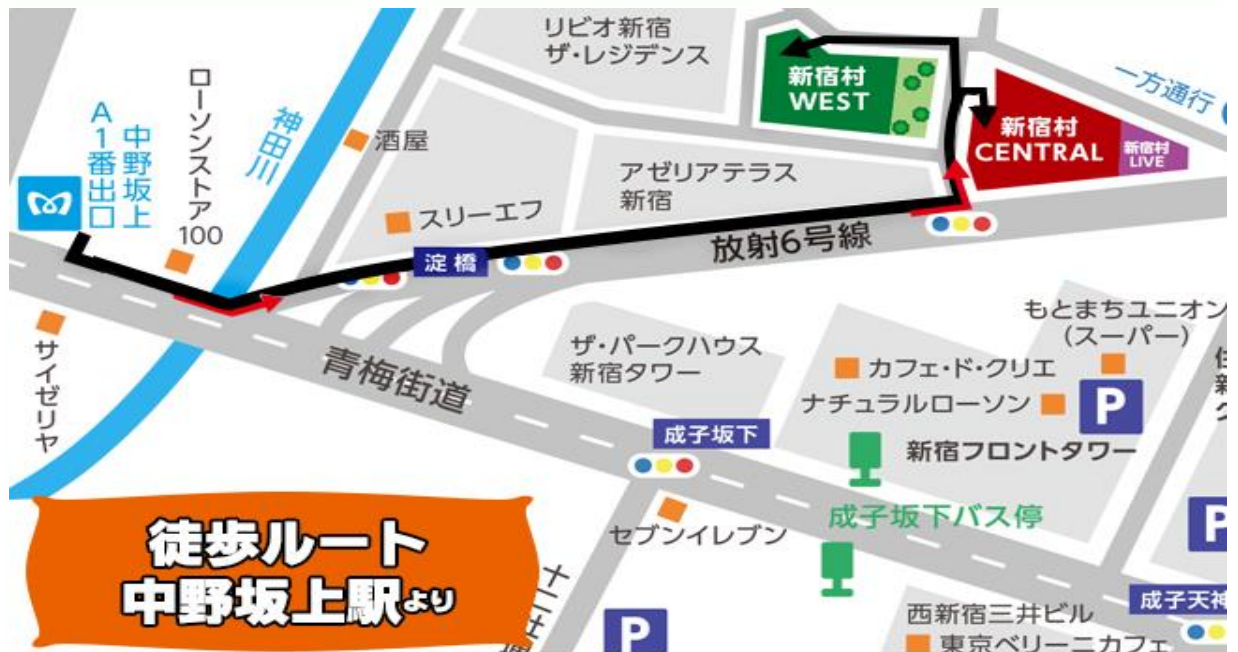 リビオ新宿
ザ・レジデンス
ローソンストア100
A1番出口
中野坂上
神田川
酒屋
スリーエフ
アゼリアテラス
新宿
新宿村
WEST
新宿村
CENTRAL
新宿村
LIVE
一方通行
淀橋
放射6号線
サイゼリヤ
青梅街道
ザ・パークハウス
新宿タワー
もとまちユニオン
(スーパー)
カフェ・ド・クリエ
ナチュラルローソン
P
新宿フロントタワー
成子坂下
セブンイレブン
成子坂下バス停
P
成子天神
西新宿三井ビル
東京ベリーニカフェ
P
徒歩ルート
中野坂上駅より